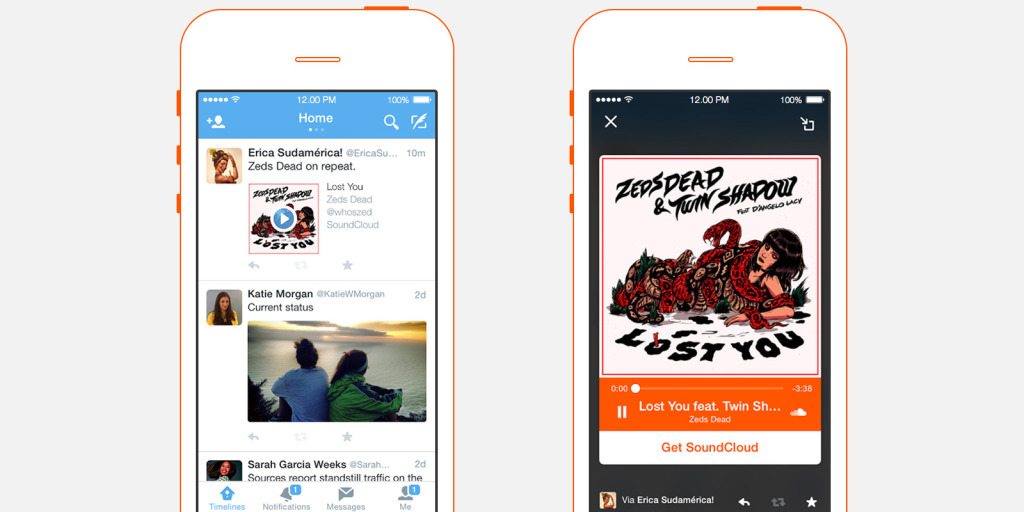 12.00 PM
100%
Home
Erica Sudamérica! @EricaSu... 10m
Zeds Dead on repeat.
ZEDS DEAD
& TWIN SHADOW
LOST YOU
Lost You
Zeds Dead
@whoszed
SoundCloud
Katie Morgan @KatieWMorgan 2d
Current status
Sarah Garcia Weeks @Sarah... 2d
Sources report standstill traffic on the
1
1
Timelines
Notifications
Messages
Me
12.00 PM
100%
ZEDS DEAD
& TWIN SHADOW
FEAT D'ANGELO LACY
LOST YOU
0:00
-3:38
Lost You feat. Twin Sh...
Zeds Dead
Get SoundCloud
Via Erica Sudamérica!